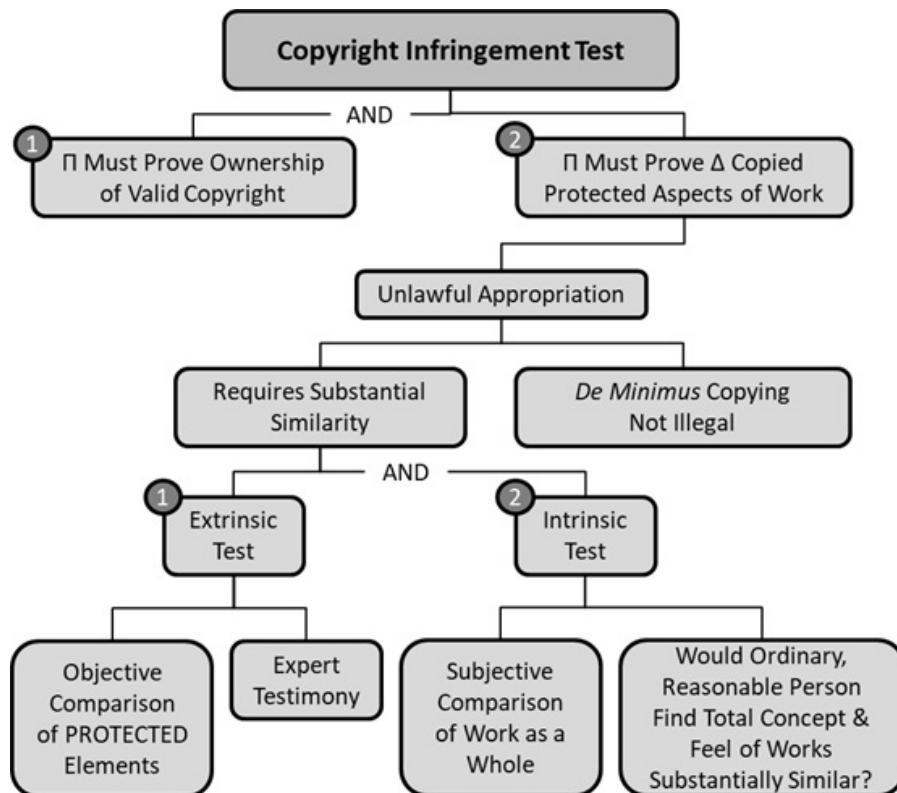 Copyright Infringement Test
AND
1
Π Must Prove Ownership
of Valid Copyright
2
Π Must Prove Δ Copied
Protected Aspects of Work
Unlawful Appropriation
Requires Substantial
Similarity
De Minimus Copying
Not Illegal
AND
1
Extrinsic
Test
2
Intrinsic
Test
Objective
Comparison
of PROTECTED
Elements
Expert
Testimony
Subjective
Comparison
of Work as a
Whole
Would Ordinary,
Reasonable Person
Find Total Concept &
Feel of Works
Substantially Similar?